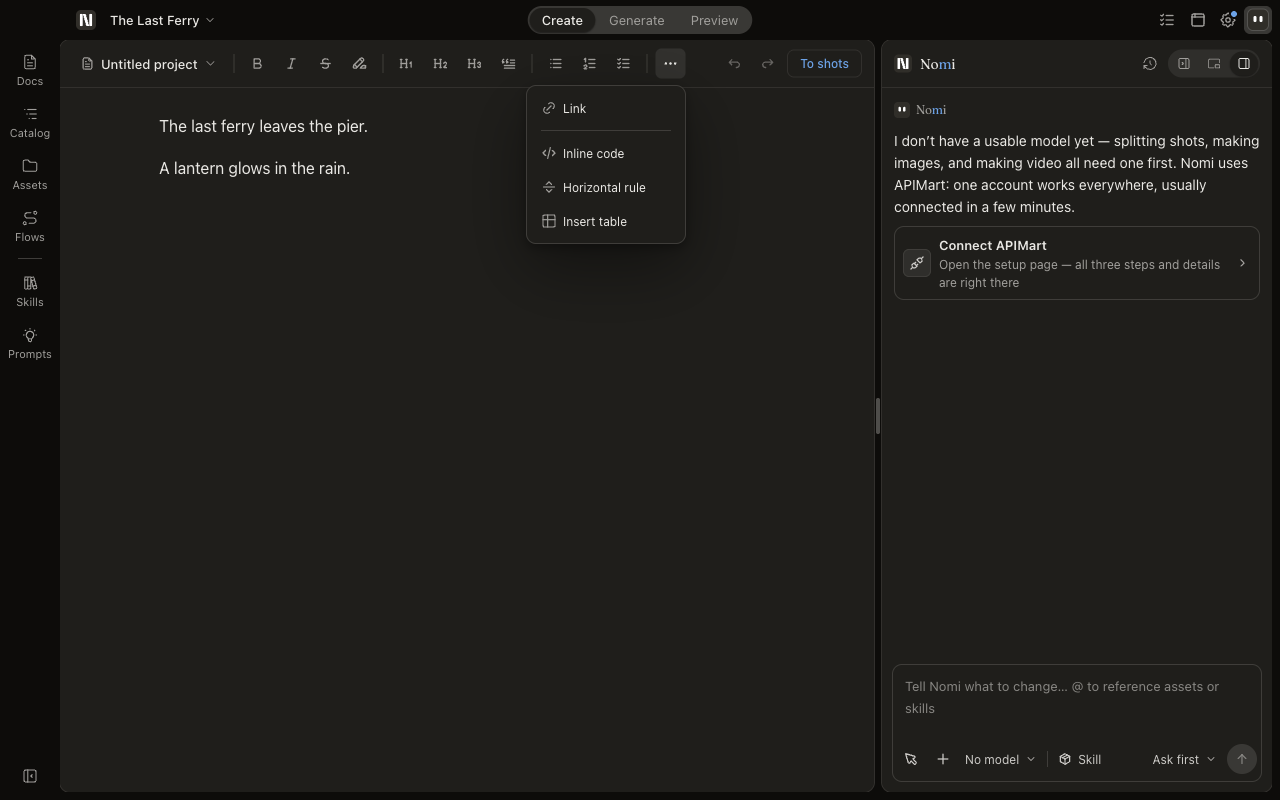 The Last Ferry
Create
Generate
Preview
Docs
Catalog
Assets
Flows
Skills
Prompts
Untitled project
B
I
S
H1
H2
H3
To shots
Link
Inline code
Horizontal rule
Insert table
The last ferry leaves the pier.
A lantern glows in the rain.
Nomi
Nomi
I don’t have a usable model yet — splitting shots, making
images, and making video all need one first. Nomi uses
APIMart: one account works everywhere, usually
connected in a few minutes.
Connect APIMart
Open the setup page — all three steps and details
are right there
Tell Nomi what to change... @ to reference assets or
skills
No model
Skill
Ask first